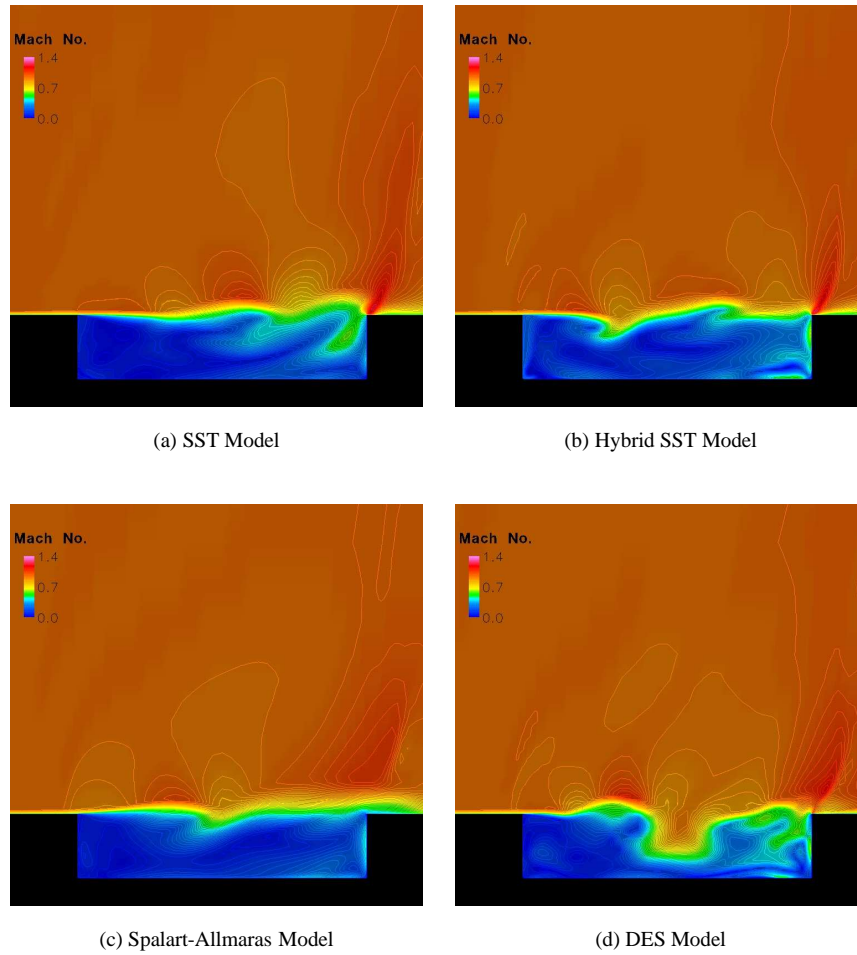 Mach No.
1.4
0.7
0.0
Mach No.
1.4
0.7
0.0
(a) SST Model
(b) Hybrid SST Model
Mach No.
1.4
0.7
0.0
Mach No.
1.4
0.7
0.0
(c) Spalart-Allmaras Model
(d) DES Model